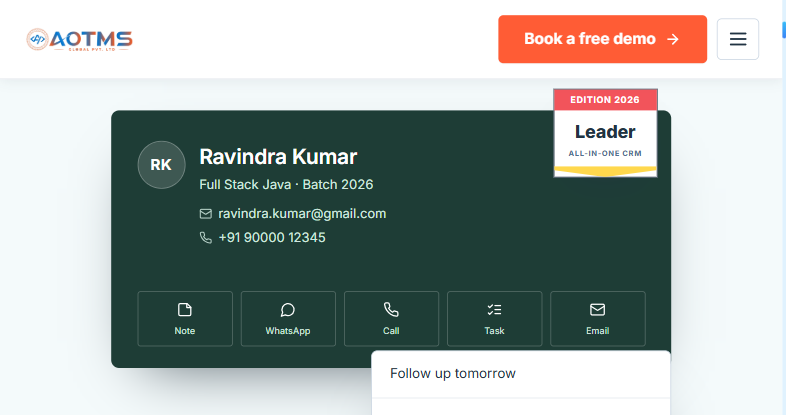 AOTMS
GLOBAL PVT. LTD
Book a free demo
EDITION 2026
Leader
ALL-IN-ONE CRM
RK
Ravindra Kumar
Full Stack Java · Batch 2026
ravindra.kumar@gmail.com
+91 90000 12345
Note
WhatsApp
Call
Task
Email
Follow up tomorrow